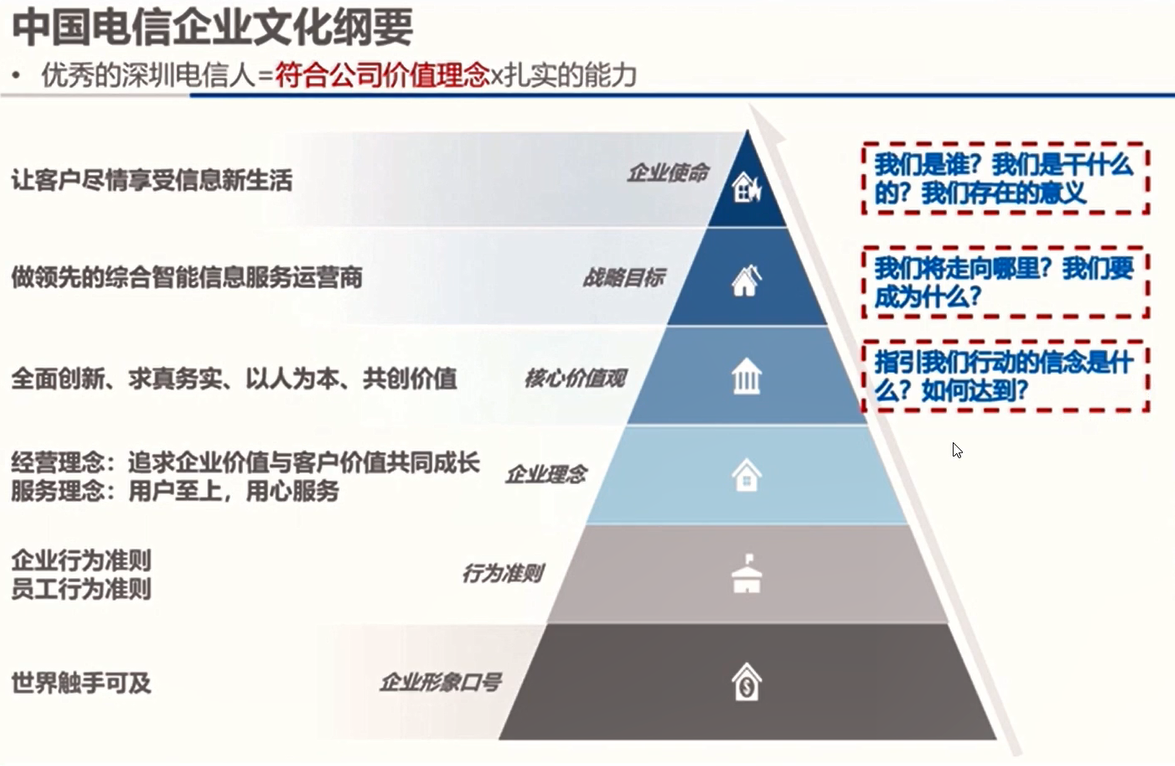 中国电信企业文化纲要
• 优秀的深圳电信人=符合公司价值理念x扎实的能力
让客户尽情享受信息新生活
企业使命
我们是谁？我们是干什么
的？我们存在的意义
做领先的综合智能信息服务运营商
战略目标
我们将走向哪里？我们要
成为什么？
全面创新、求真务实、以人为本、共创价值
核心价值观
指引我们行动的信念是什
么？如何达到？
经营理念：追求企业价值与客户价值共同成长
服务理念：用户至上，用心服务
企业理念
企业行为准则
员工行为准则
行为准则
世界触手可及
企业形象口号
$